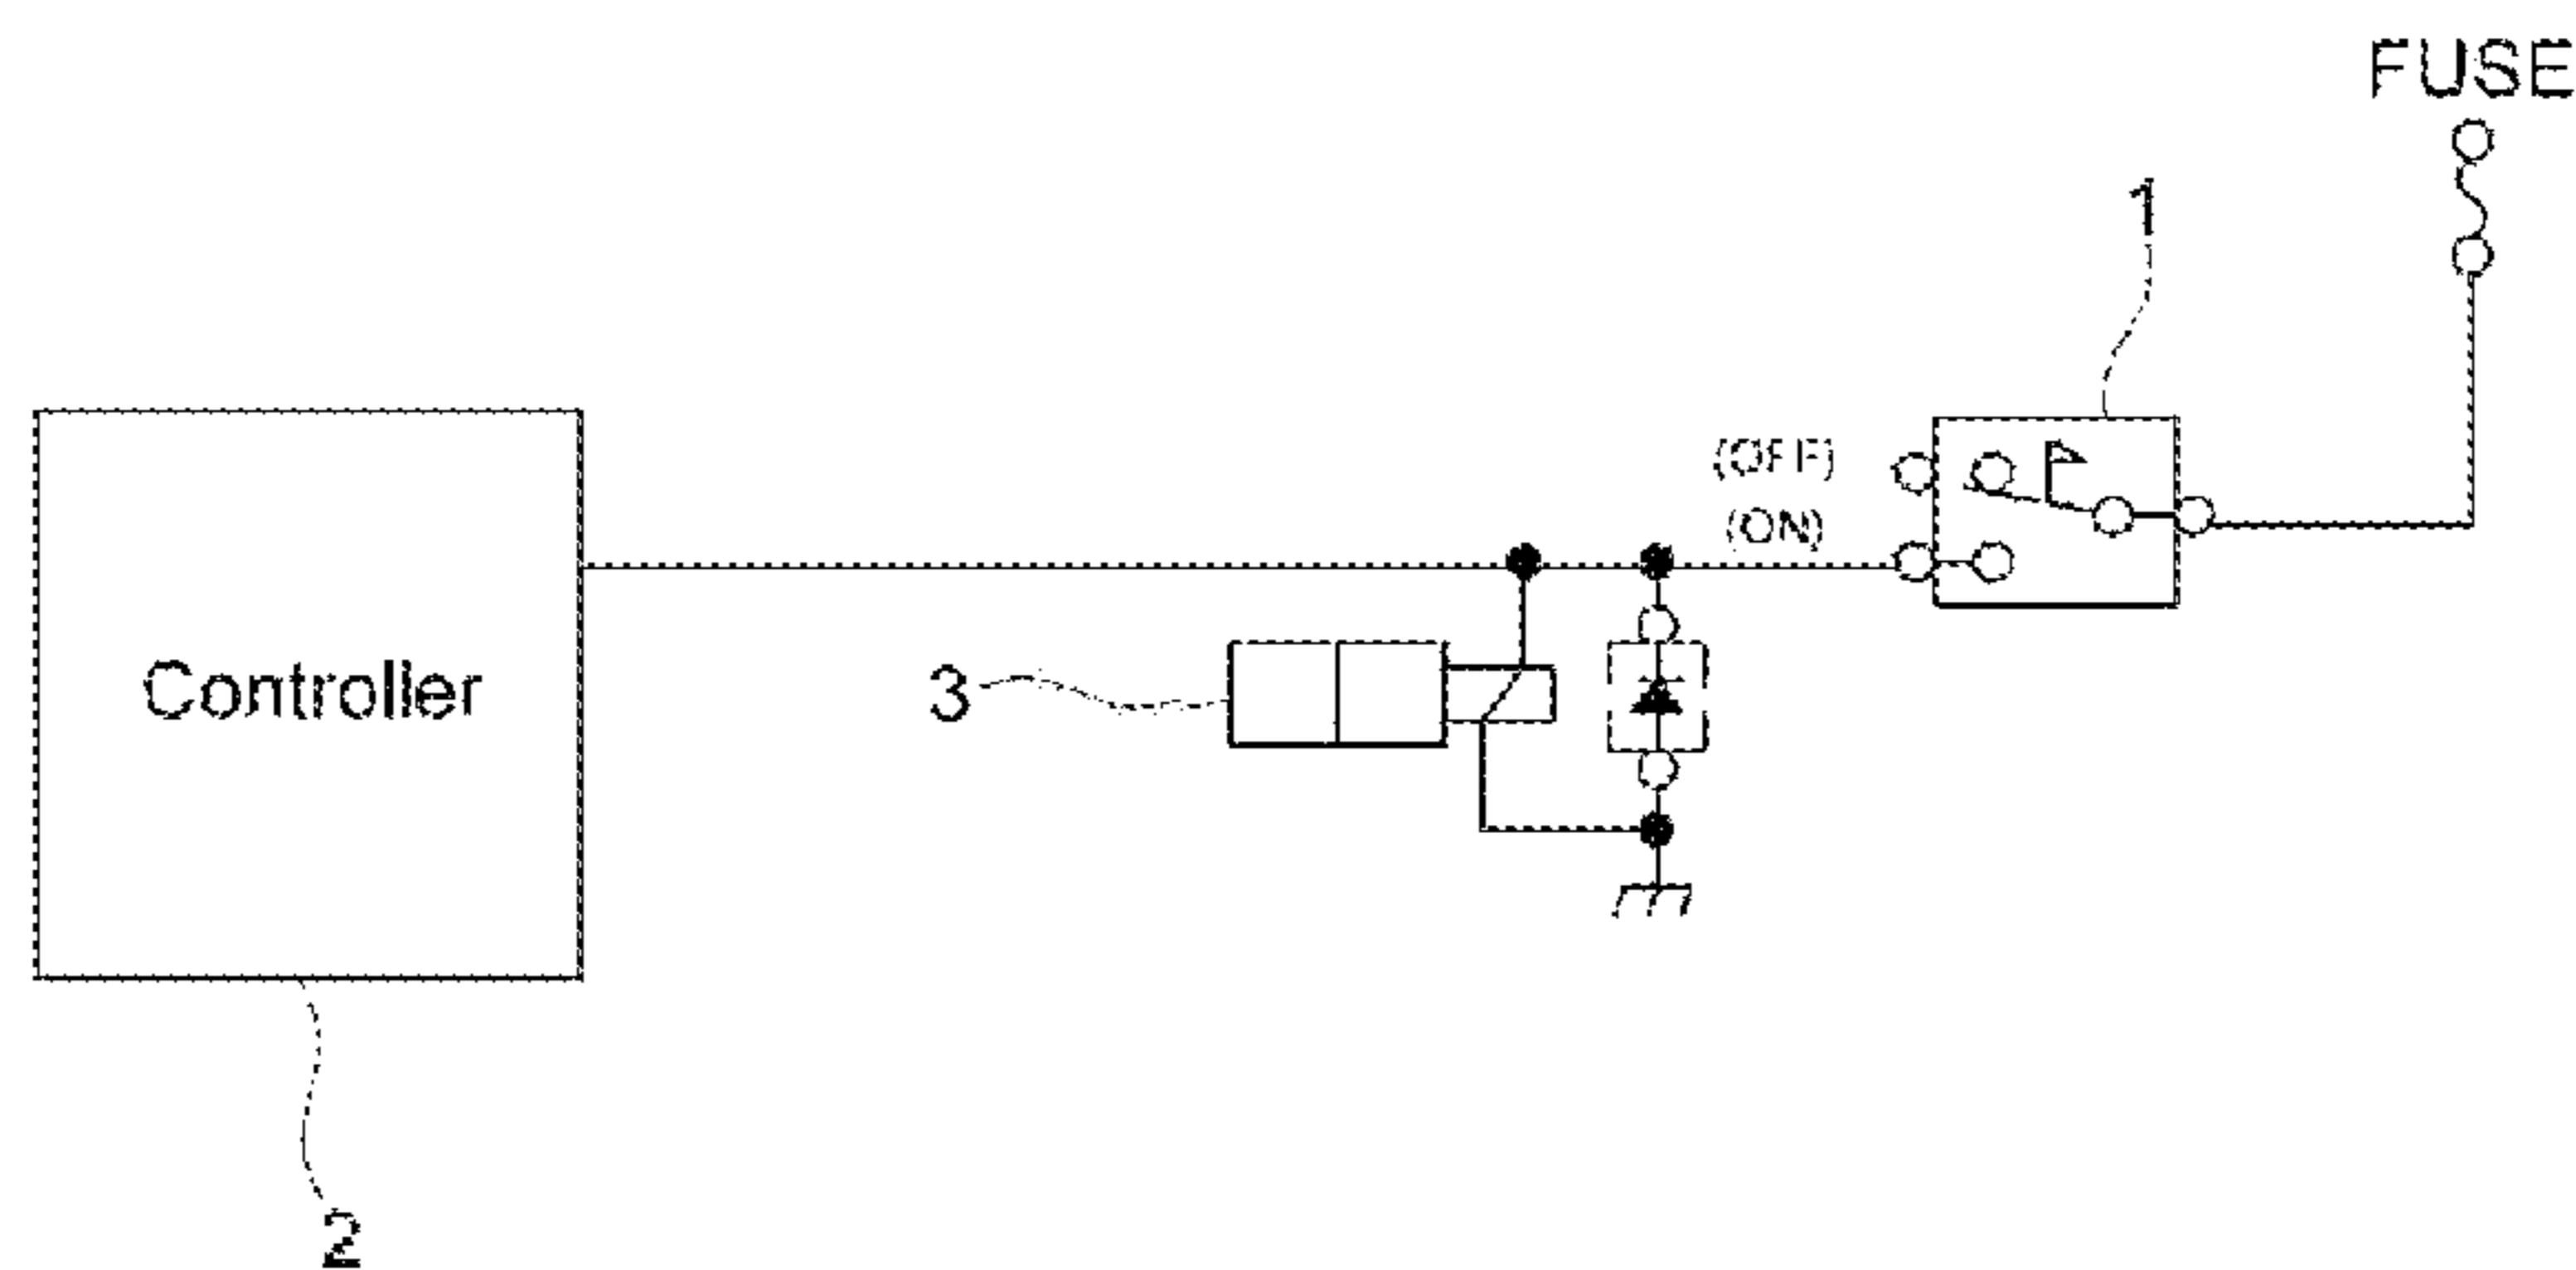 FUSE
1
(OFF)
(ON)
Controller
3
2